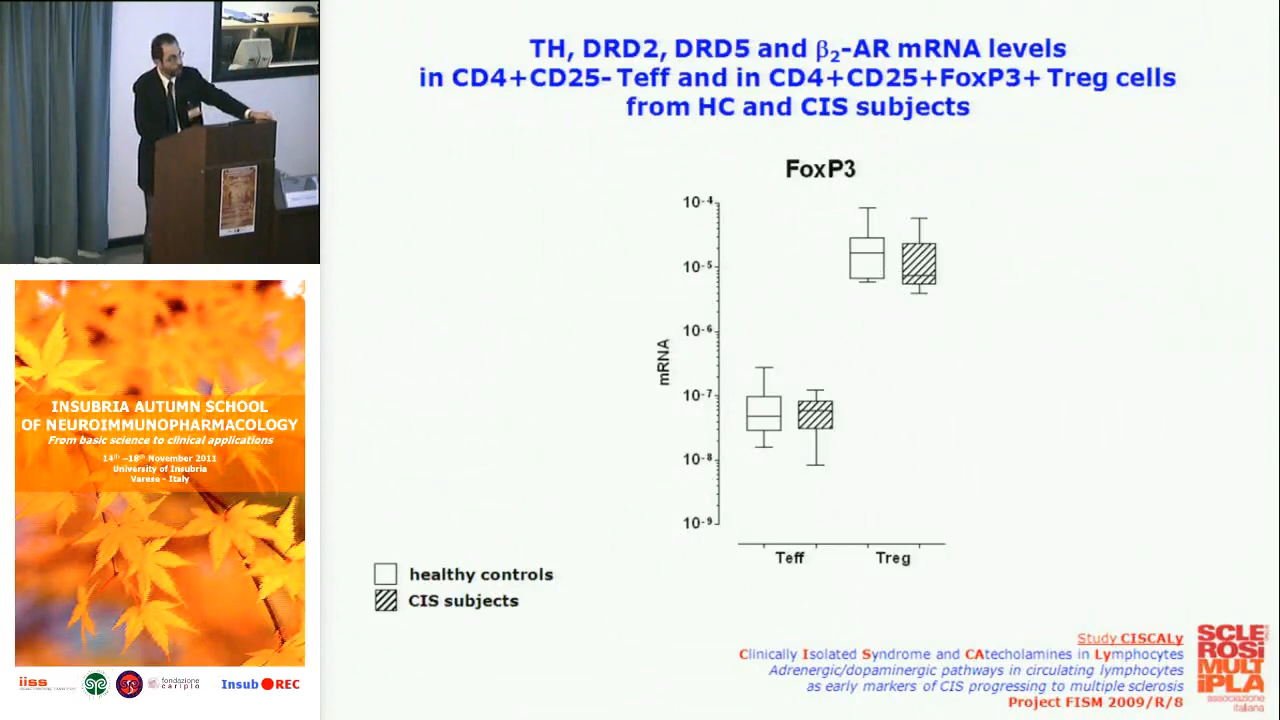 TH, DRD2, DRD5 and β2-AR mRNA levels
in CD4+CD25- Teff and in CD4+CD25+FoxP3+ Treg cells
from HC and CIS subjects
FoxP3
10-4
10-5
10-6
mRNA
10-7
10-8
10-9
Teff Treg
healthy controls
CIS subjects
INSUBRIA AUTUMN SCHOOL
OF NEUROIMMUNOPHARMACOLOGY
From basic science to clinical applications
14th –18th November 2011
University of Insubria
Varese - Italy
iiss
fondazione
cariplo
Insub REC
Study CISCALy
Clinically Isolated Syndrome and CAtecholamines in Lymphocytes
Adrenergic/dopaminergic pathways in circulating lymphocytes
as early markers of CIS progressing to multiple sclerosis
Project FISM 2009/R/8
SCLE
ROSI
MULT
IPLA
associazione
italiana